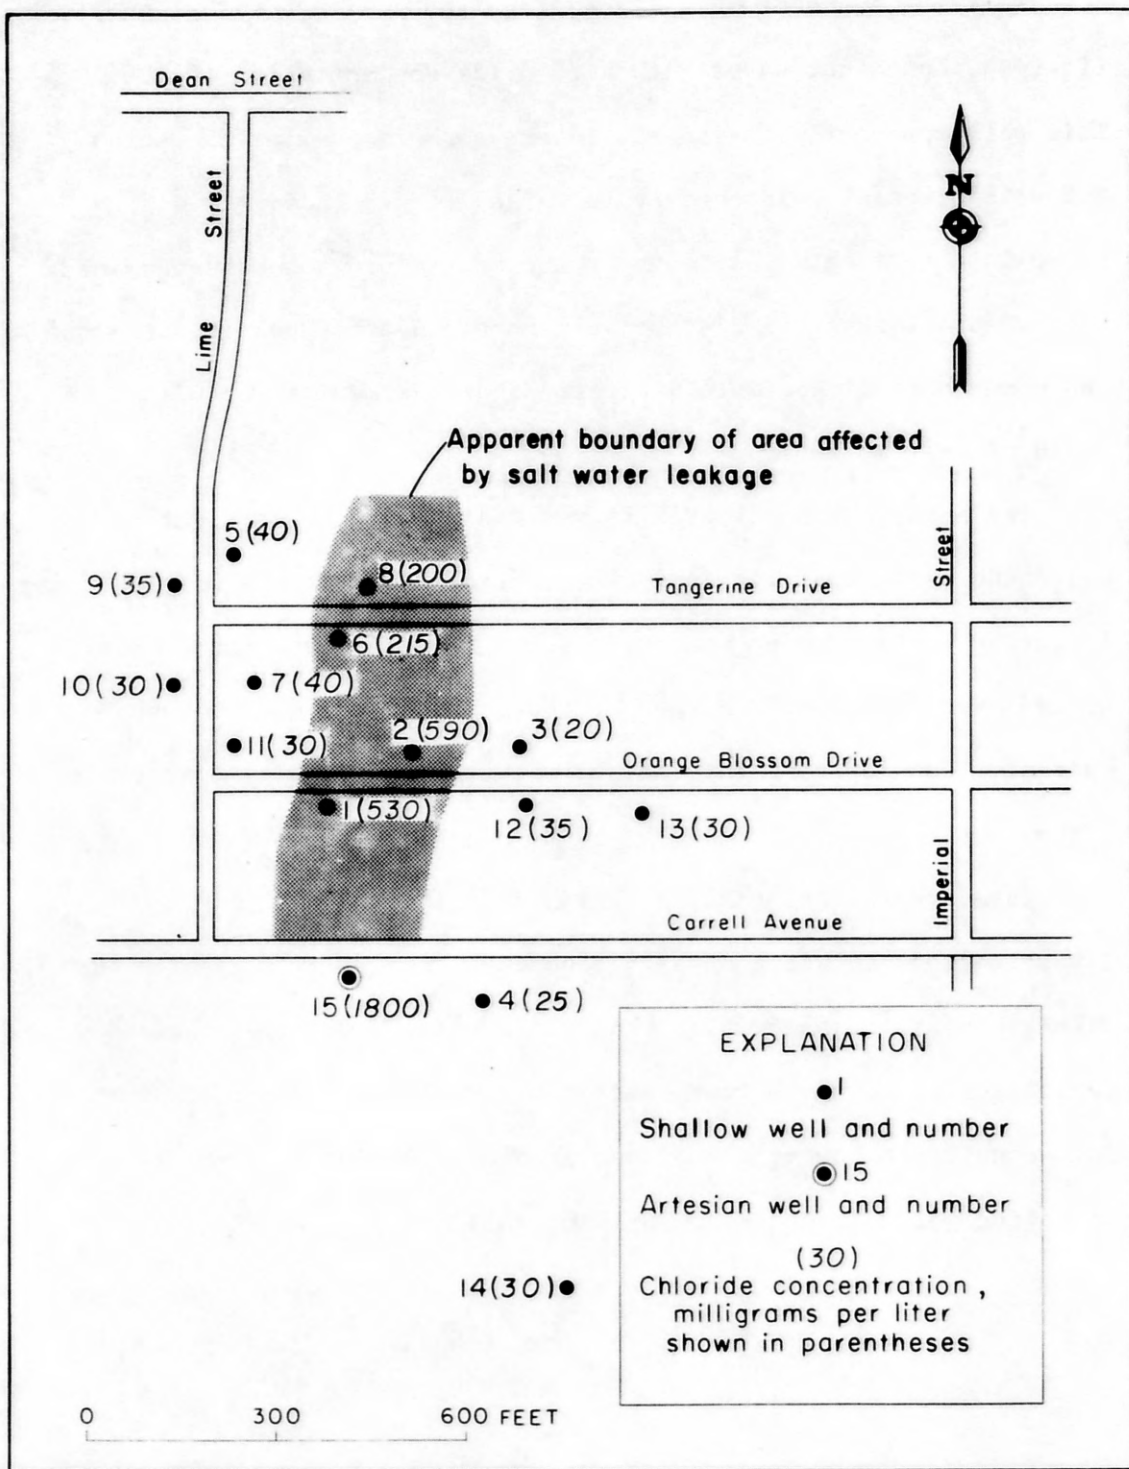 Dean Street
Lime Street
N
Apparent boundary of area affected
by salt water leakage
5(40)
9(35)
8(200)
Tangerine Drive
6(215)
10(30)
7(40)
2(590)
3(20)
11(30)
Orange Blossom Drive
1(530)
12(35)
13(30)
Imperial Street
Carrell Avenue
15(1800)
4(25)
EXPLANATION
1
Shallow well and number
15
Artesian well and number
(30)
Chloride concentration,
milligrams per liter
shown in parentheses
14(30)
0 300 600 FEET